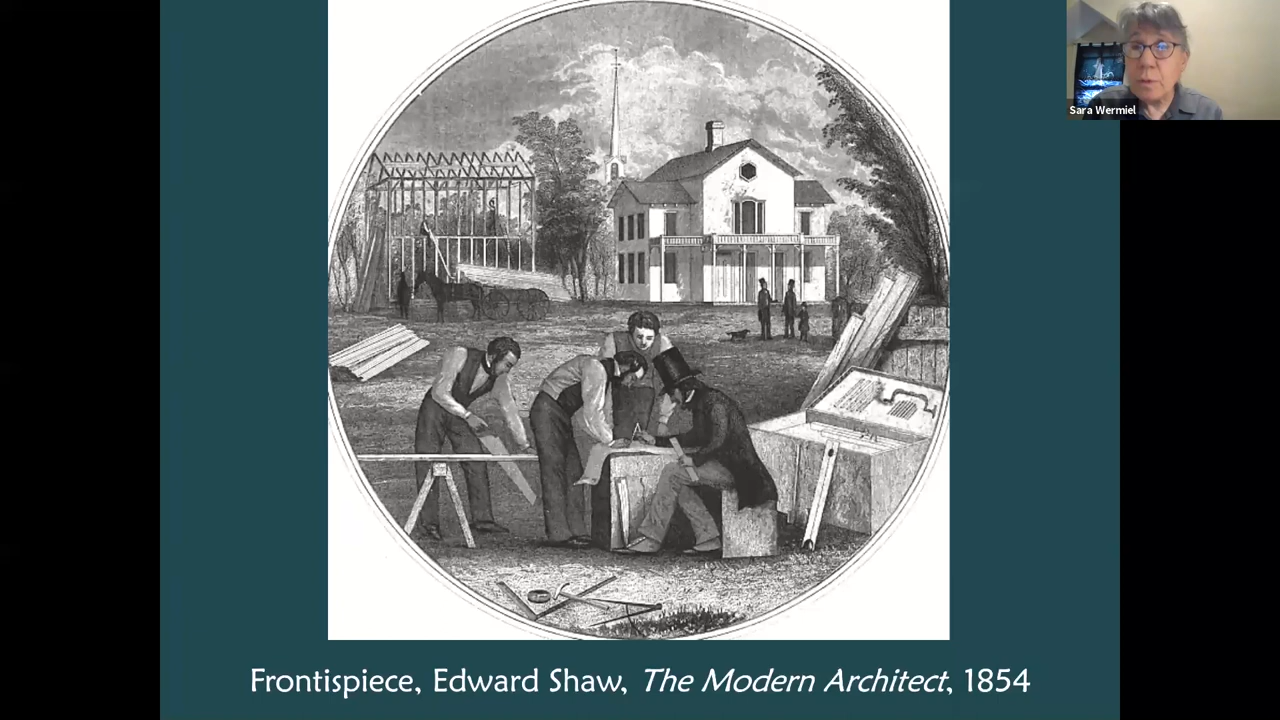 Sara Wermiel
Frontispiece, Edward Shaw, The Modern Architect, 1854